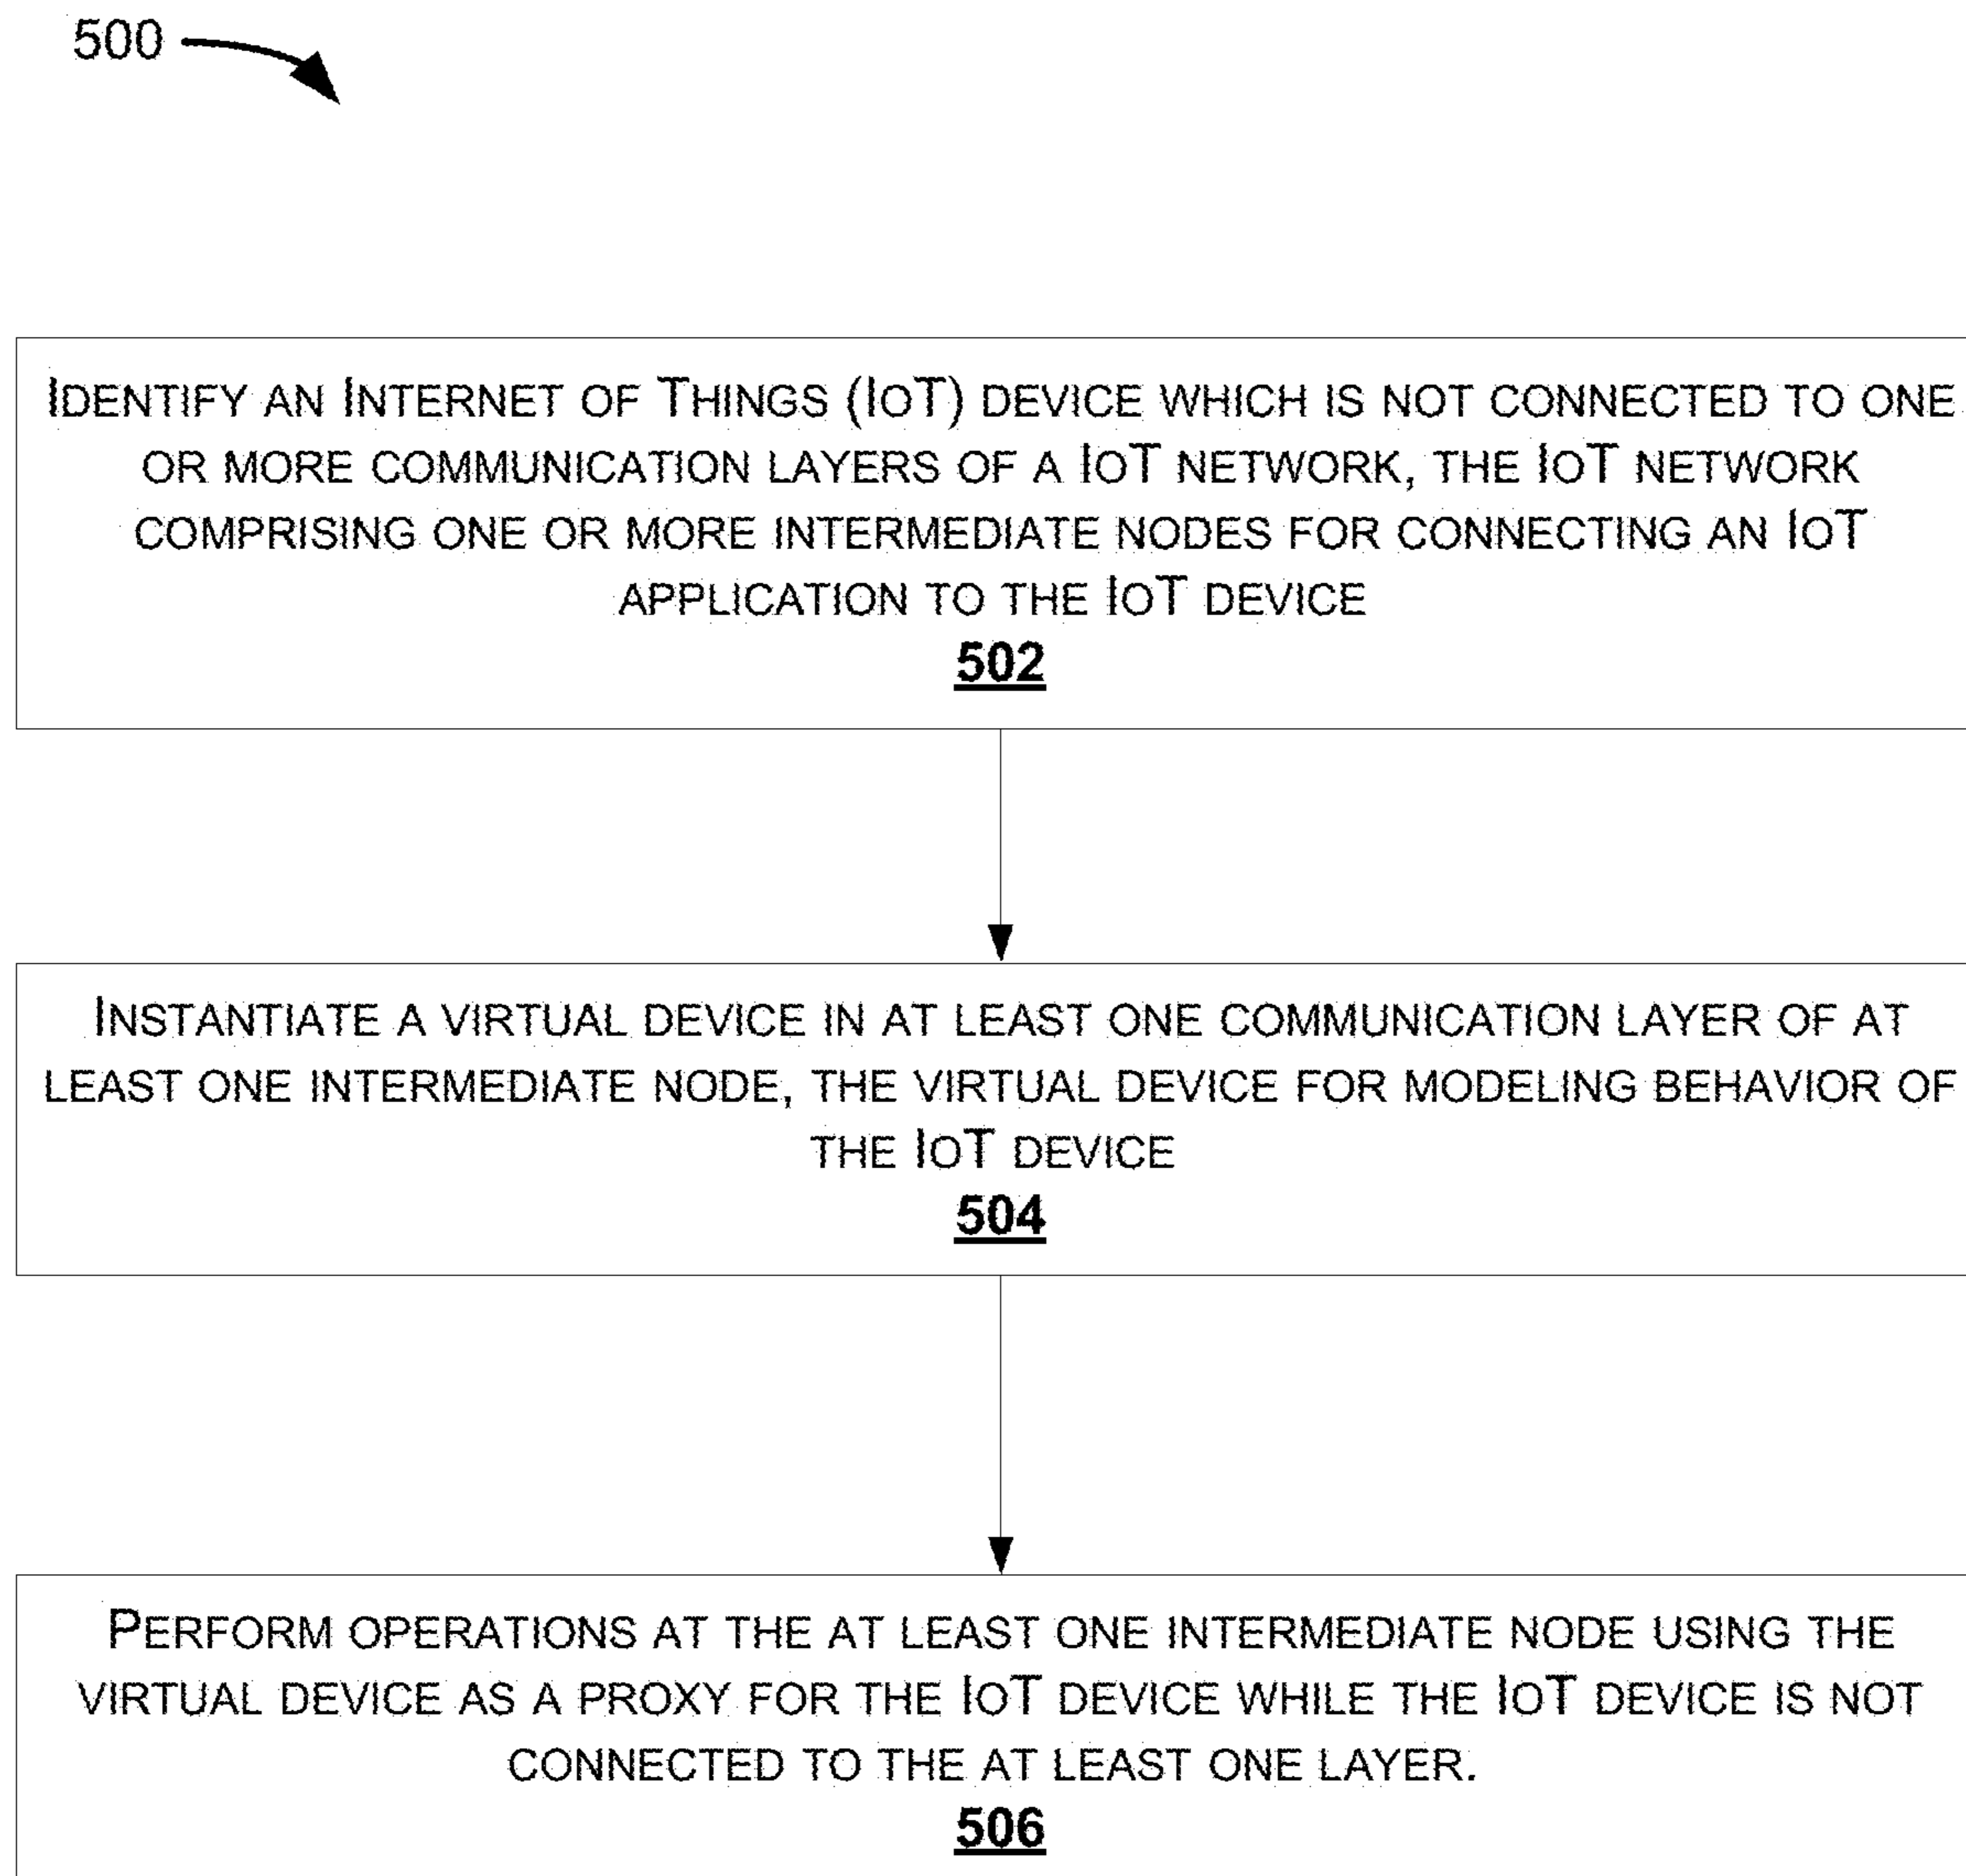 500
IDENTIFY AN INTERNET OF THINGS (IOT) DEVICE WHICH IS NOT CONNECTED TO ONE
OR MORE COMMUNICATION LAYERS OF A IOT NETWORK, THE IOT NETWORK
COMPRISING ONE OR MORE INTERMEDIATE NODES FOR CONNECTING AN IOT
APPLICATION TO THE IOT DEVICE
502
INSTANTIATE A VIRTUAL DEVICE IN AT LEAST ONE COMMUNICATION LAYER OF AT
LEAST ONE INTERMEDIATE NODE, THE VIRTUAL DEVICE FOR MODELING BEHAVIOR OF
THE IOT DEVICE
504
PERFORM OPERATIONS AT THE AT LEAST ONE INTERMEDIATE NODE USING THE
VIRTUAL DEVICE AS A PROXY FOR THE IOT DEVICE WHILE THE IOT DEVICE IS NOT
CONNECTED TO THE AT LEAST ONE LAYER.
506